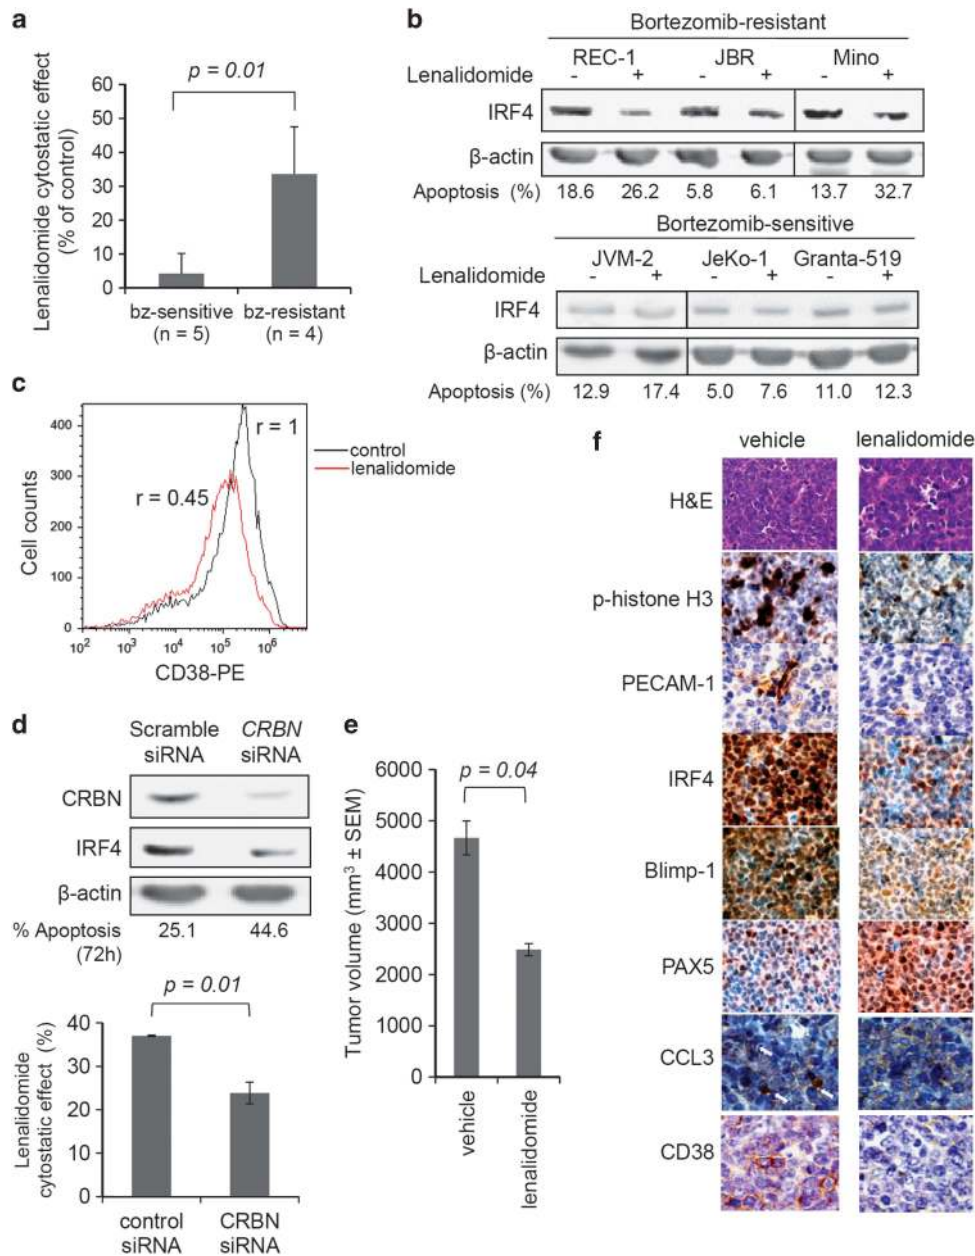 a
p = 0.01
Lenalidomide cytostatic effect
(% of control)
60
50
40
30
20
10
0
bz-sensitive
(n = 5)
bz-resistant
(n = 4)
b
Bortezomib-resistant
REC-1 JBR Mino
Lenalidomide - + - + - +
IRF4
β-actin
Apoptosis (%) 18.6 26.2 5.8 6.1 13.7 32.7
Bortezomib-sensitive
JVM-2 JeKo-1 Granta-519
Lenalidomide - + - + - +
IRF4
β-actin
Apoptosis (%) 12.9 17.4 5.0 7.6 11.0 12.3
c
Cell counts
400
300
200
100
0
r = 1
r = 0.45
control
lenalidomide
10² 10³ 10⁴ 10⁵ 10⁶
CD38-PE
d
Scramble
siRNA
CRBN
siRNA
CRBN
IRF4
β-actin
% Apoptosis 25.1 44.6
(72h)
p = 0.01
Lenalidomide
cytostatic effect (%)
40
30
20
10
0
control
siRNA
CRBN
siRNA
e
p = 0.04
Tumor volume (mm³ ± SEM)
6000
5000
4000
3000
2000
1000
0
vehicle
lenalidomide
f
vehicle lenalidomide
H&E
p-histone H3
PECAM-1
IRF4
Blimp-1
PAX5
CCL3
CD38